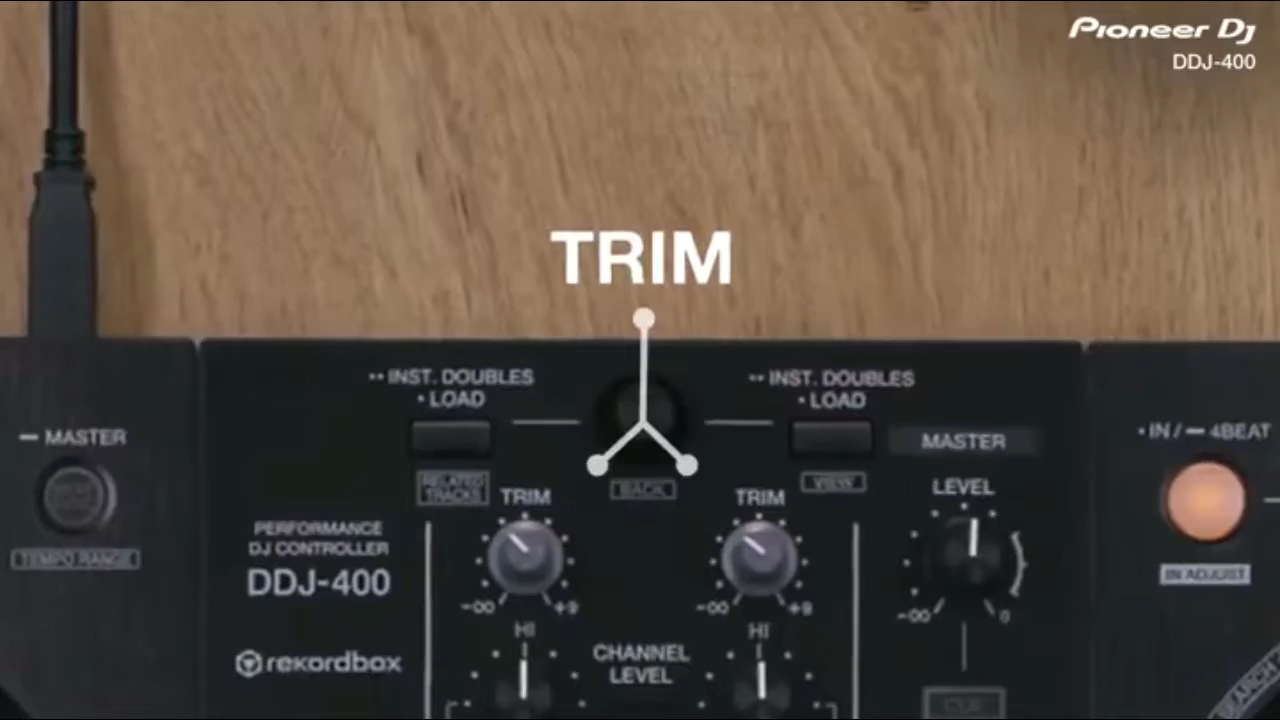 Pioneer Dj
DDJ-400
TRIM
•• INST. DOUBLES
• LOAD
•• INST. DOUBLES
• LOAD
— MASTER
MASTER
• IN / — 4BEAT
RELATED
TRACKS
BACK
VIEW
TRIM
TRIM
LEVEL
PERFORMANCE
DJ CONTROLLER
DDJ-400
TEMPO RANGE
IN ADJUST
-∞ +9
-∞ +9
-∞ 0
HI
HI
rekordbox
CHANNEL
LEVEL
CUE